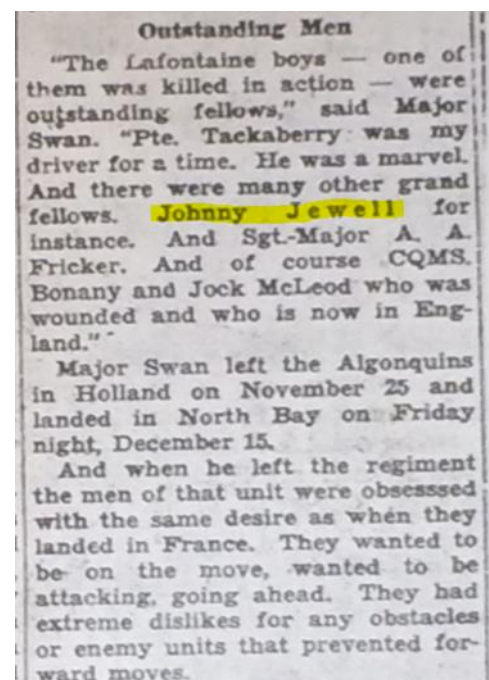 Outstanding Men
"The Lafontaine boys — one of
them was killed in action — were
outstanding fellows," said Major
Swan. "Pte. Tackaberry was my
driver for a time. He was a marvel.
And there were many other grand
fellows. Johnny Jewell for
instance. And Sgt.-Major A. A.
Fricker. And of course CQMS.
Bonany and Jock McLeod who was
wounded and who is now in Eng-
land."
Major Swan left the Algonquins
in Holland on November 25 and
landed in North Bay on Friday
night, December 15.
And when he left the regiment
the men of that unit were obsesssed
with the same desire as when they
landed in France. They wanted to
be on the move, wanted to be
attacking, going ahead. They had
extreme dislikes for any obstacles
or enemy units that prevented for-
ward moves.